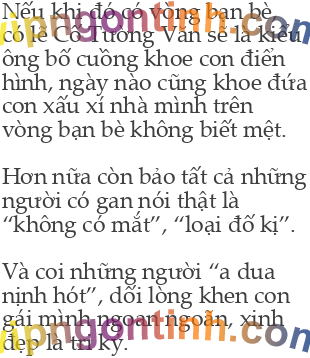 Nếu khi đó có vòng bạn bè,
có lẽ Cố Tường Vấn sẽ là kiểu
ông bố cuồng khoe con điển
hình, ngày nào cũng khoe đứa
con xấu xí nhà mình trên
vòng bạn bè không biết mệt.
Hơn nữa còn bảo tất cả những
người có gan nói thật là
“không có mắt”, “loại đố kị”.
Và coi những người “a dua
nịnh hót”, dối lòng khen con
gái mình ngoan ngoãn, xinh
đẹp là tri kỷ.